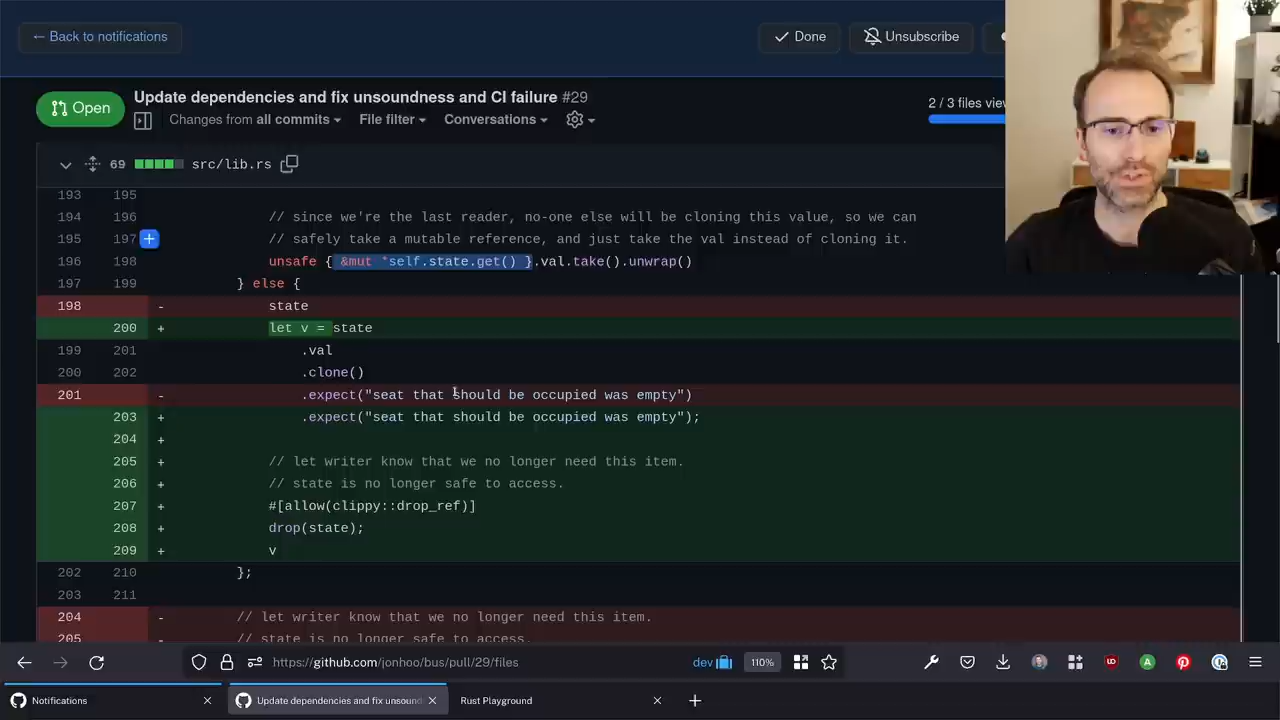 ← Back to notifications
Done
Unsubscribe
Open
Update dependencies and fix unsoundness and CI failure #29
Changes from all commits
File filter
Conversations
2 / 3 files view
69
src/lib.rs
193 195
194 196 // since we're the last reader, no-one else will be cloning this value, so we can
195 197 // safely take a mutable reference, and just take the val instead of cloning it.
196 198 unsafe { &mut *self.state.get() }.val.take().unwrap()
197 199 } else {
198 - state
200 + let v = state
199 201 .val
200 202 .clone()
201 - .expect("seat that should be occupied was empty")
203 + .expect("seat that should be occupied was empty");
204 +
205 + // let writer know that we no longer need this item.
206 + // state is no longer safe to access.
207 + #[allow(clippy::drop_ref)]
208 + drop(state);
209 + v
202 210 };
203 211
204 - // let writer know that we no longer need this item.
205 - // state is no longer safe to access.
https://github.com/jonhoo/bus/pull/29/files
dev
110%
Notifications
Update dependencies and fix unsound
Rust Playground